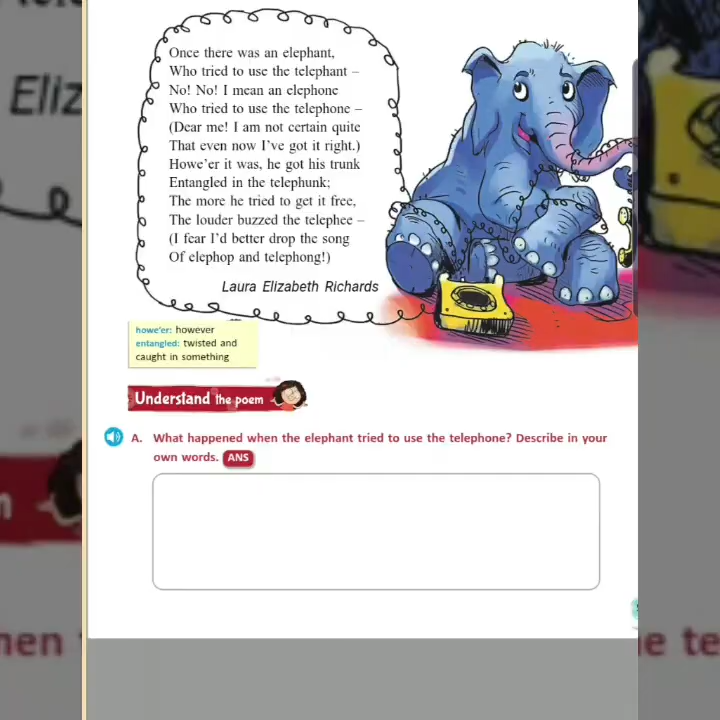 Once there was an elephant,
Who tried to use the telephant –
No! No! I mean an elephone
Who tried to use the telephone –
(Dear me! I am not certain quite
That even now I've got it right.)
Howe'er it was, he got his trunk
Entangled in the telephunk;
The more he tried to get it free,
The louder buzzed the telephee –
(I fear I'd better drop the song
Of elephop and telephong!)
Laura Elizabeth Richards
howe'er: however
entangled: twisted and
caught in something
Understand the poem
A. What happened when the elephant tried to use the telephone? Describe in your
own words. ANS